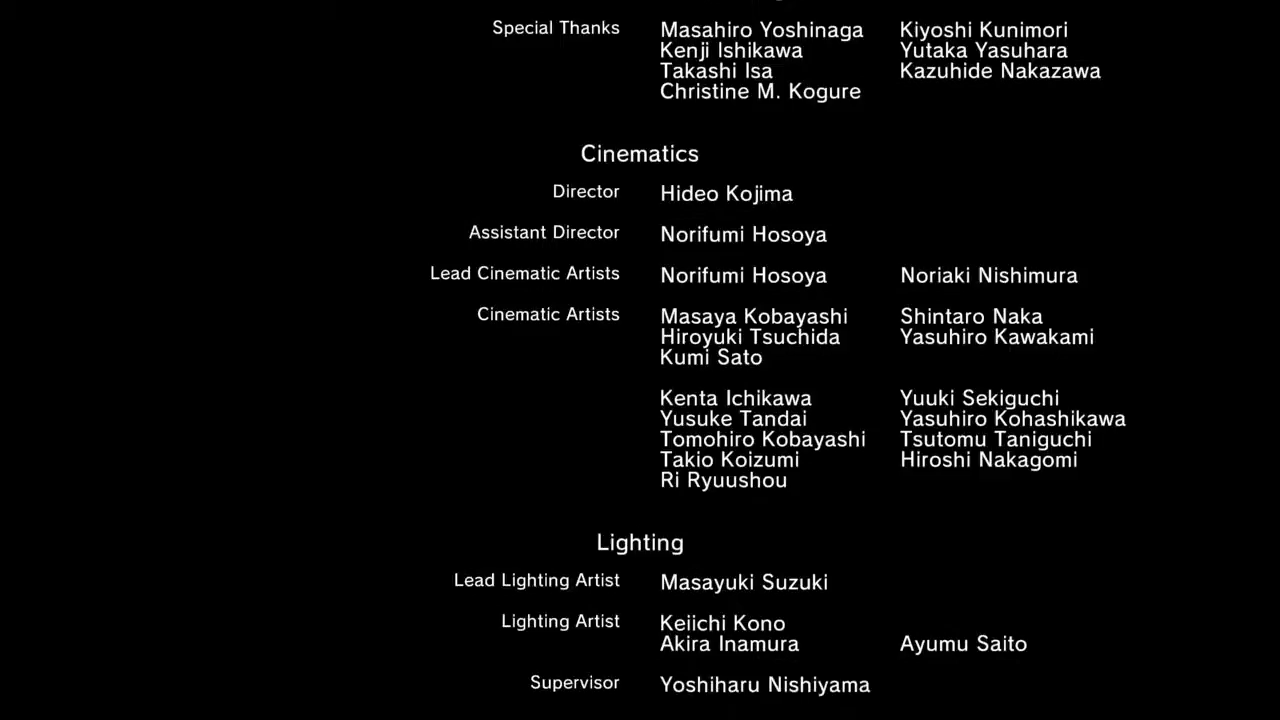 Special Thanks Masahiro Yoshinaga Kiyoshi Kunimori
Kenji Ishikawa Yutaka Yasuhara
Takashi Isa Kazuhide Nakazawa
Christine M. Kogure
Cinematics
Director Hideo Kojima
Assistant Director Norifumi Hosoya
Lead Cinematic Artists Norifumi Hosoya Noriaki Nishimura
Cinematic Artists Masaya Kobayashi Shintaro Naka
Hiroyuki Tsuchida Yasuhiro Kawakami
Kumi Sato
Kenta Ichikawa Yuuki Sekiguchi
Yusuke Tandai Yasuhiro Kohashikawa
Tomohiro Kobayashi Tsutomu Taniguchi
Takio Koizumi Hiroshi Nakagomi
Ri Ryuushou
Lighting
Lead Lighting Artist Masayuki Suzuki
Lighting Artist Keiichi Kono
Akira Inamura Ayumu Saito
Supervisor Yoshiharu Nishiyama